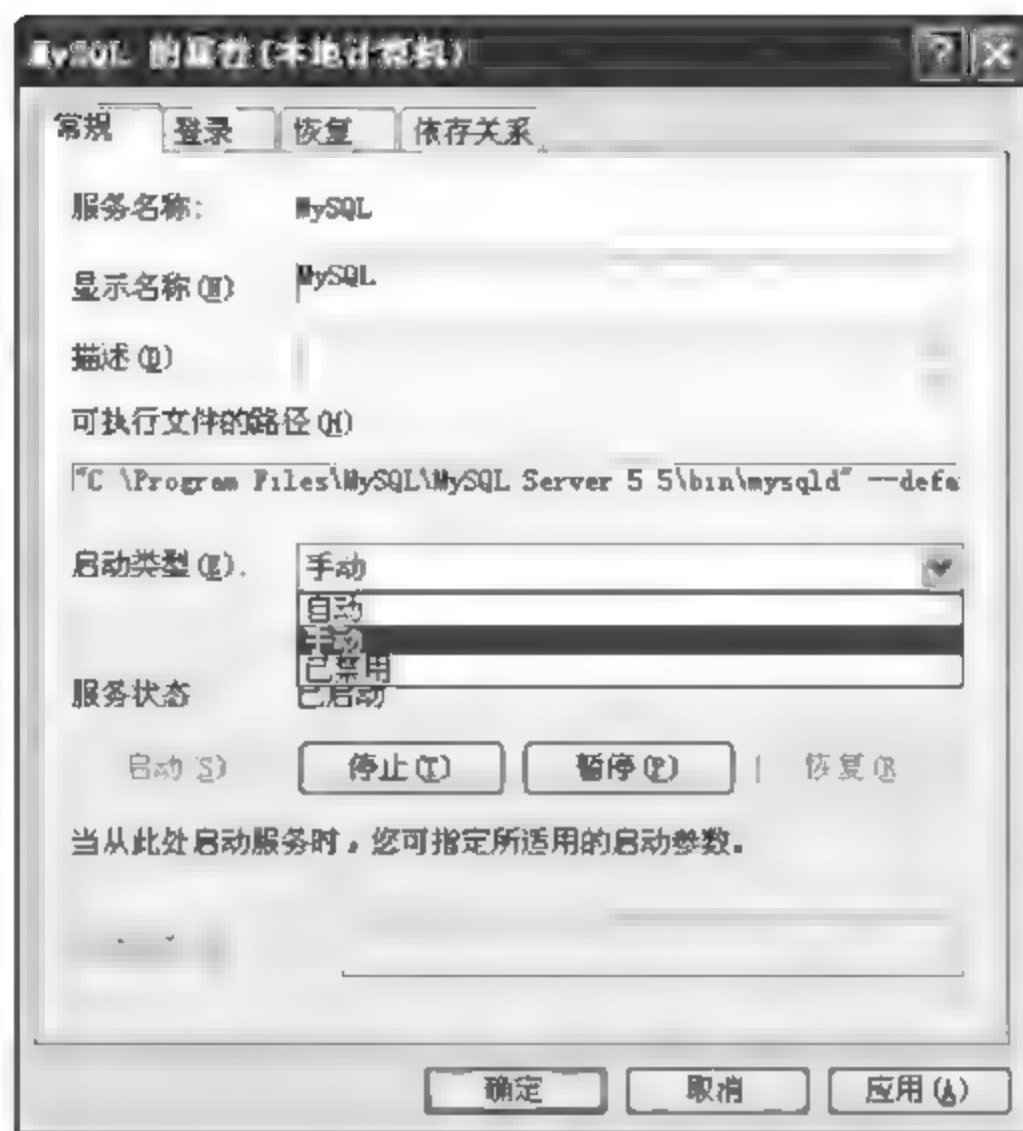 MySQL 的属性(本地计算机)
常规 登录 恢复 依存关系
服务名称: MySQL
显示名称(N) MySQL
描述(D)
可执行文件的路径(H)
"C \Program Files\MySQL\MySQL Server 5 5\bin\mysqld" --defa
启动类型(E). 手动
自动
手动
已禁用
服务状态 已启动
启动(S) 停止(T) 暂停(P) 恢复(R
当从此处启动服务时，您可指定所适用的启动参数。
确定 取消 应用(A)